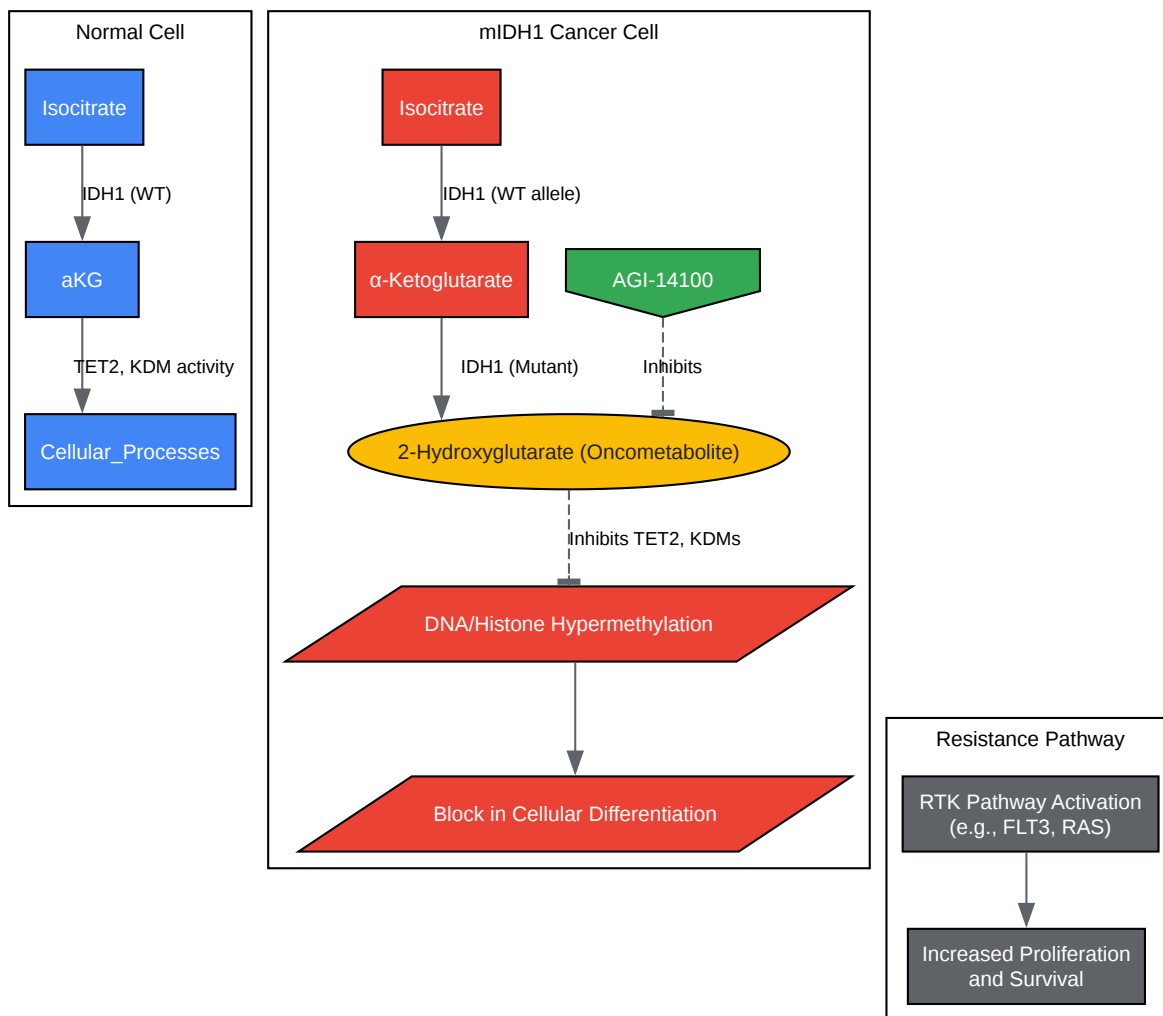 Normal Cell
Isocitrate
IDH1 (WT)
aKG
TET2, KDM activity
Cellular_Processes
mIDH1 Cancer Cell
Isocitrate
IDH1 (WT allele)
α-Ketoglutarate
AGI-14100
IDH1 (Mutant)
Inhibits
2-Hydroxyglutarate (Oncometabolite)
Inhibits TET2, KDMs
DNA/Histone Hypermethylation
Block in Cellular Differentiation
Resistance Pathway
RTK Pathway Activation
(e.g., FLT3, RAS)
Increased Proliferation
and Survival